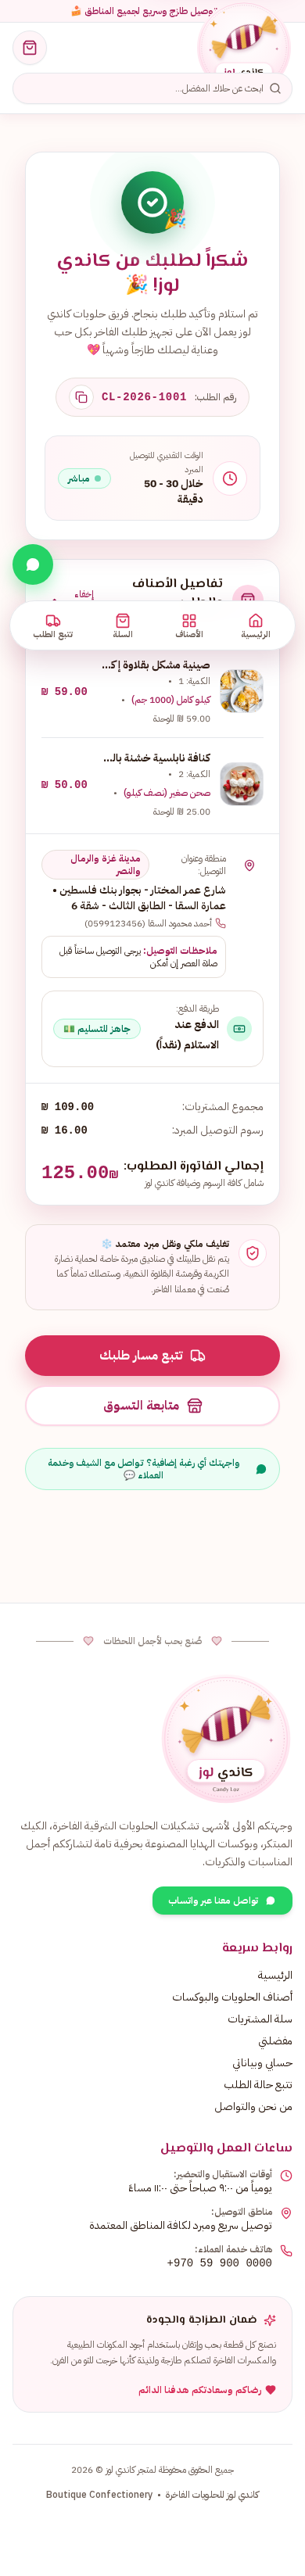 توصيل طازج وسريع لجميع المناطق 🍰
كاندي لوز
ابحث عن حلاك المفضل...
شكراً لطلبك من كاندي
لوز! 🎉
تم استلام وتأكيد طلبك بنجاح. فريق حلويات كاندي
لوز يعمل الآن على تجهيز طلبك الفاخر بكل حب
وعناية ليصلك طازجاً وشهياً 💖
رقم الطلب: CL-2026-1001
الوقت التقديري للتوصيل
المبرد
خلال 30 - 50
دقيقة
مباشر
تفاصيل الأصناف
إخفاء
الرئيسية
الأصناف
السلة
تتبع الطلب
صينية مشكل بقلاوة إك...
الكمية: 1 •
كيلو كامل (1000 جم) •
59.00 ₪ للوحدة
59.00 ₪
كنافة نابلسية خشنة بال...
الكمية: 2 •
صحن صغير (نصف كيلو) •
25.00 ₪ للوحدة
50.00 ₪
منطقة وعنوان
التوصيل:
مدينة غزة والرمال
والنصر
شارع عمر المختار - بجوار بنك فلسطين •
عمارة السقا - الطابق الثالث - شقة 6
أحمد محمود السقا (0599123456)
ملاحظات التوصيل: يرجى التوصيل ساخناً قبل
صلاة العصر إن أمكن
طريقة الدفع:
الدفع عند
الاستلام (نقداً)
جاهز للتسليم 💵
مجموع المشتريات:
109.00 ₪
رسوم التوصيل المبرد:
16.00 ₪
إجمالي الفاتورة المطلوب:
125.00₪
شامل كافة الرسوم وضيافة كاندي لوز
تغليف ملكي ونقل مبرد معتمد ❄️
يتم نقل طلبيتك في صناديق مبردة خاصة لحماية نضارة
الكريمة وقرمشة البقلاوة الذهبية، وستصلك تماماً كما
صُنعت في معملنا الفاخر.
تتبع مسار طلبك
متابعة التسوق
واجهتك أي رغبة إضافية؟ تواصل مع الشيف وخدمة
العملاء 💬
صُنع بحب لأجمل اللحظات
كاندي لوز
Candy Luz
وجهتكم الأولى لأشهى تشكيلات الحلويات الشرقية الفاخرة، الكيك
المبتكر، وبوكسات الهدايا المصنوعة بحرفية تامة لتشارككم أجمل
المناسبات والذكريات.
تواصل معنا عبر واتساب
روابط سريعة
الرئيسية
أصناف الحلويات والبوكسات
سلة المشتريات
مفضلتي
حسابي وبياناتي
تتبع حالة الطلب
من نحن والتواصل
ساعات العمل والتوصيل
أوقات الاستقبال والتحضير:
يومياً من ٩:٠٠ صباحاً حتى ١١:٠٠ مساءً
مناطق التوصيل:
توصيل سريع ومبرد لكافة المناطق المعتمدة
هاتف خدمة العملاء:
+970 59 900 0000
ضمان الطزاجة والجودة
نصنع كل قطعة بحب وإتقان باستخدام أجود المكونات الطبيعية
والمكسرات الفاخرة لتصلكم طازجة ولذيذة كأنها خرجت للتو من الفرن.
رضاكم وسعادتكم هدفنا الدائم
جميع الحقوق محفوظة لمتجر كاندي لوز © 2026
كاندي لوز للحلويات الفاخرة • Boutique Confectionery